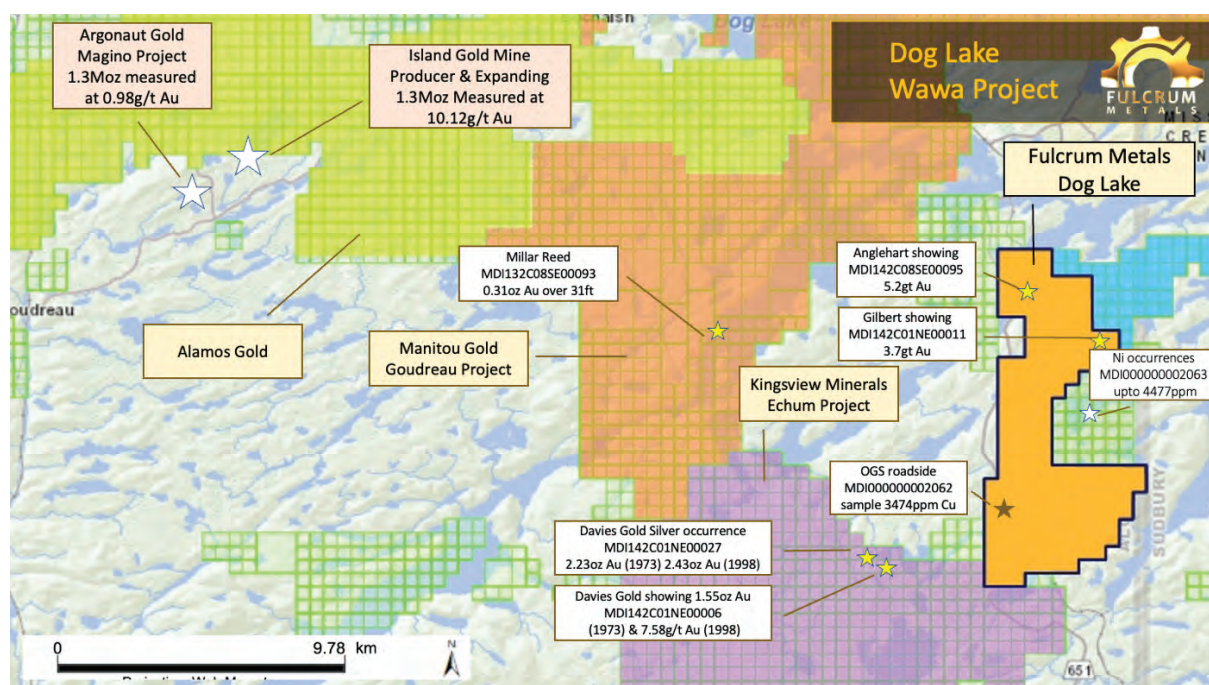 Argonaut Gold
Magino Project
1.3Moz measured
at 0.98g/t Au
Island Gold Mine
Producer & Expanding
1.3Moz Measured at
10.12g/t Au
Dog Lake
Dog Lake
Wawa Project
FULCRUM
METALS
Fulcrum Metals
Dog Lake
Millar Reed
MDI132C08SE00093
0.31oz Au over 31ft
Anglehart showing
MDI142C08SE00095
5.2gt Au
Gilbert showing
MDI142C01NE00011
3.7gt Au
Ni occurrences
MDI000000002063
upto 4477ppm
oudreau
Alamos Gold
Manitou Gold
Goudreau Project
Kingsview Minerals
Echum Project
OGS roadside
MDI000000002062
sample 3474ppm Cu
Davies Gold Silver occurrence
MDI142C01NE00027
2.23oz Au (1973) 2.43oz Au (1998)
Davies Gold showing 1.55oz Au
MDI142C01NE00006
(1973) & 7.58g/t Au (1998)
SUDBURY
0 9.78 km
N
651